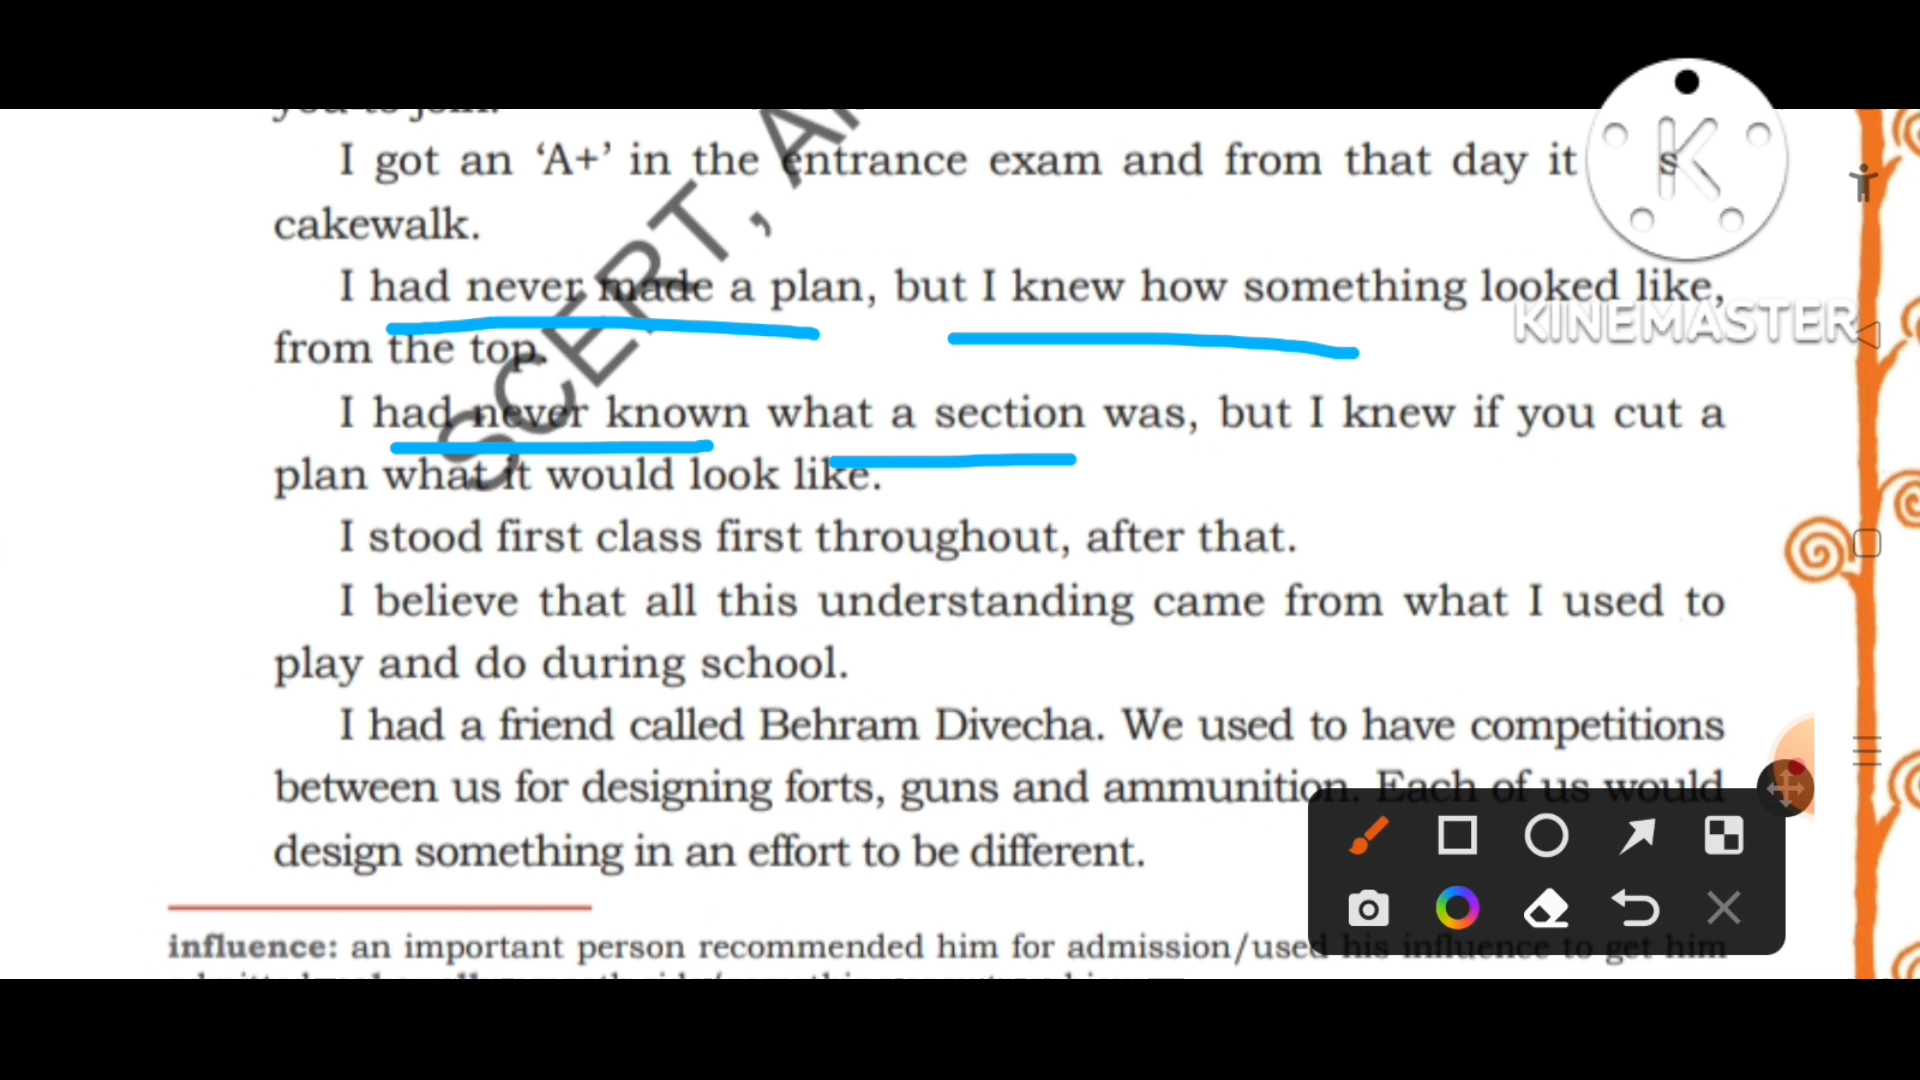 you to join.
I got an ‘A+’ in the entrance exam and from that day it s
cakewalk.
I had never made a plan, but I knew how something looked like,
from the top.
I had never known what a section was, but I knew if you cut a
plan what it would look like.
I stood first class first throughout, after that.
I believe that all this understanding came from what I used to
play and do during school.
I had a friend called Behram Divecha. We used to have competitions
between us for designing forts, guns and ammunition. Each of us would
design something in an effort to be different.
influence: an important person recommended him for admission/used his influence to get him
SCERT, A
K
KINEMASTER